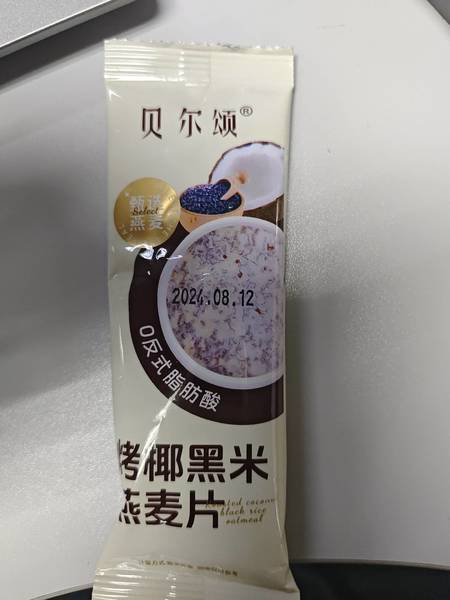 贝尔颂®
甄选
Select
燕麦
2024.08.12
0反式脂肪酸
烤椰黑米
燕麦片
roasted coconut
black rice
oatmeal